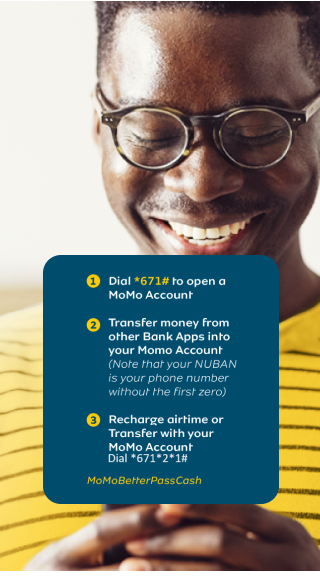 1 Dial *671# to open a
MoMo Account
2 Transfer money from
other Bank Apps into
your Momo Account
(Note that your NUBAN
is your phone number
without the first zero)
3 Recharge airtime or
Transfer with your
MoMo Account
Dial *671*2*1#
MoMoBetterPassCash